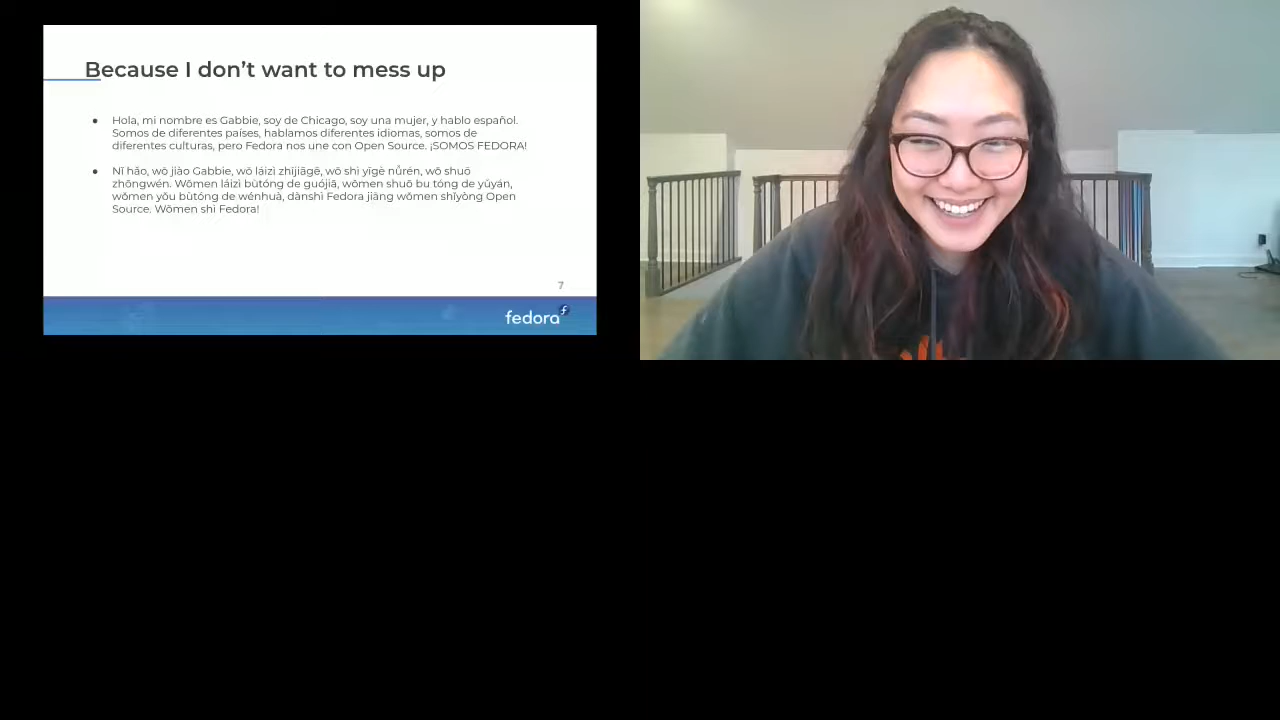 Because I don’t want to mess up
● Hola, mi nombre es Gabbie, soy de Chicago, soy una mujer, y hablo español.
Somos de diferentes países, hablamos diferentes idiomas, somos de
diferentes culturas, pero Fedora nos une con Open Source. ¡SOMOS FEDORA!
● Nǐ hǎo, wǒ jiào Gabbie, wǒ láizì zhījiāgē, wǒ shì yīgè nǚrén, wǒ shuō
zhōngwén. Wǒmen láizì bùtóng de guójiā, wǒmen shuō bu tóng de yǔyán,
wǒmen yǒu bùtóng de wénhuà, dànshì Fedora jiàng wǒmen shǐyòng Open
Source. Wǒmen shì Fedora!
7
fedora